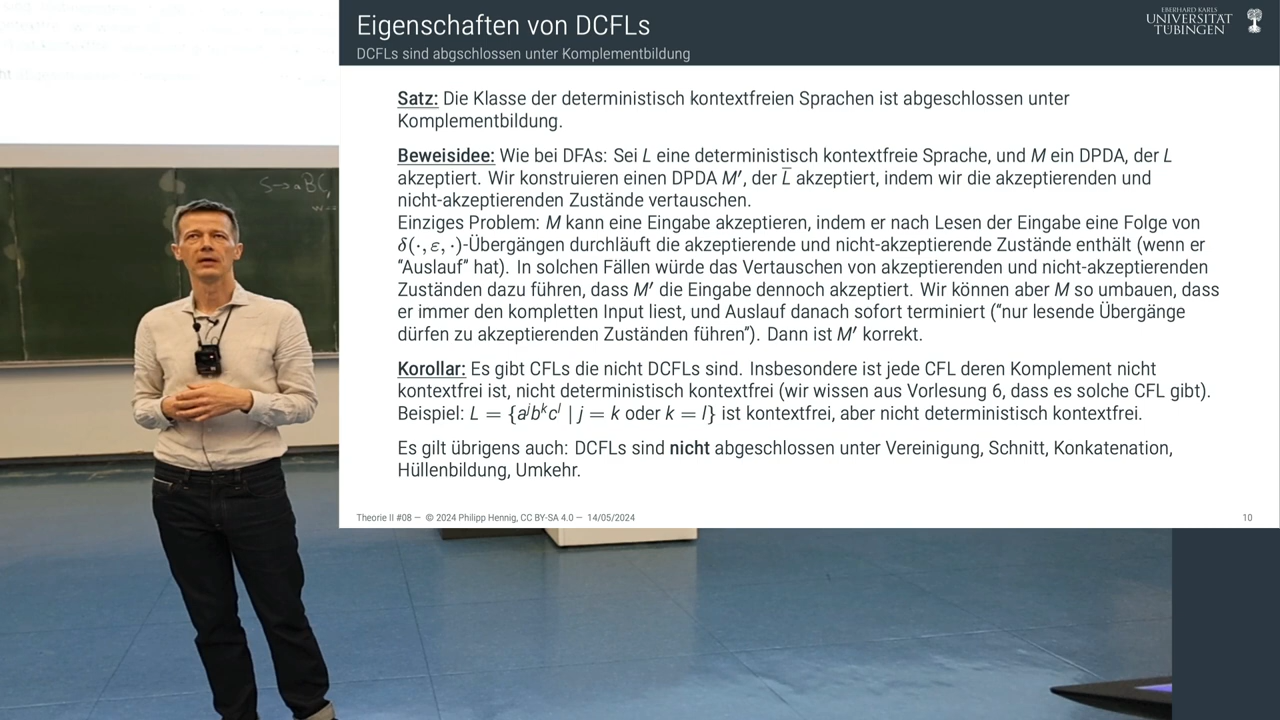 Eigenschaften von DCFLs
DCFLs sind abgschlossen unter Komplementbildung
EBERHARD KARLS
UNIVERSITAT
TUBINGEN
Satz: Die Klasse der deterministisch kontextfreien Sprachen ist abgeschlossen unter
Komplementbildung.
Beweisidee: Wie bei DFAs: Sei L eine deterministisch kontextfreie Sprache, und M ein DPDA, der L
akzeptiert. Wir konstruieren einen DPDA M′, der L̅ akzeptiert, indem wir die akzeptierenden und
nicht-akzeptierenden Zustände vertauschen.
Einziges Problem: M kann eine Eingabe akzeptieren, indem er nach Lesen der Eingabe eine Folge von
δ(·, ε, ·)-Übergängen durchläuft die akzeptierende und nicht-akzeptierende Zustände enthält (wenn er
"Auslauf" hat). In solchen Fällen würde das Vertauschen von akzeptierenden und nicht-akzeptierenden
Zuständen dazu führen, dass M′ die Eingabe dennoch akzeptiert. Wir können aber M so umbauen, dass
er immer den kompletten Input liest, und Auslauf danach sofort terminiert ("nur lesende Übergänge
dürfen zu akzeptierenden Zuständen führen"). Dann ist M′ korrekt.
Korollar: Es gibt CFLs die nicht DCFLs sind. Insbesondere ist jede CFL deren Komplement nicht
kontextfrei ist, nicht deterministisch kontextfrei (wir wissen aus Vorlesung 6, dass es solche CFL gibt).
Beispiel: L = {aʲbᵏcˡ | j = k oder k = l} ist kontextfrei, aber nicht deterministisch kontextfrei.
Es gilt übrigens auch: DCFLs sind nicht abgeschlossen unter Vereinigung, Schnitt, Konkatenation,
Hüllenbildung, Umkehr.
Theorie II #08 — © 2024 Philipp Hennig, CC BY-SA 4.0 — 14/05/2024
10
S→aBC,